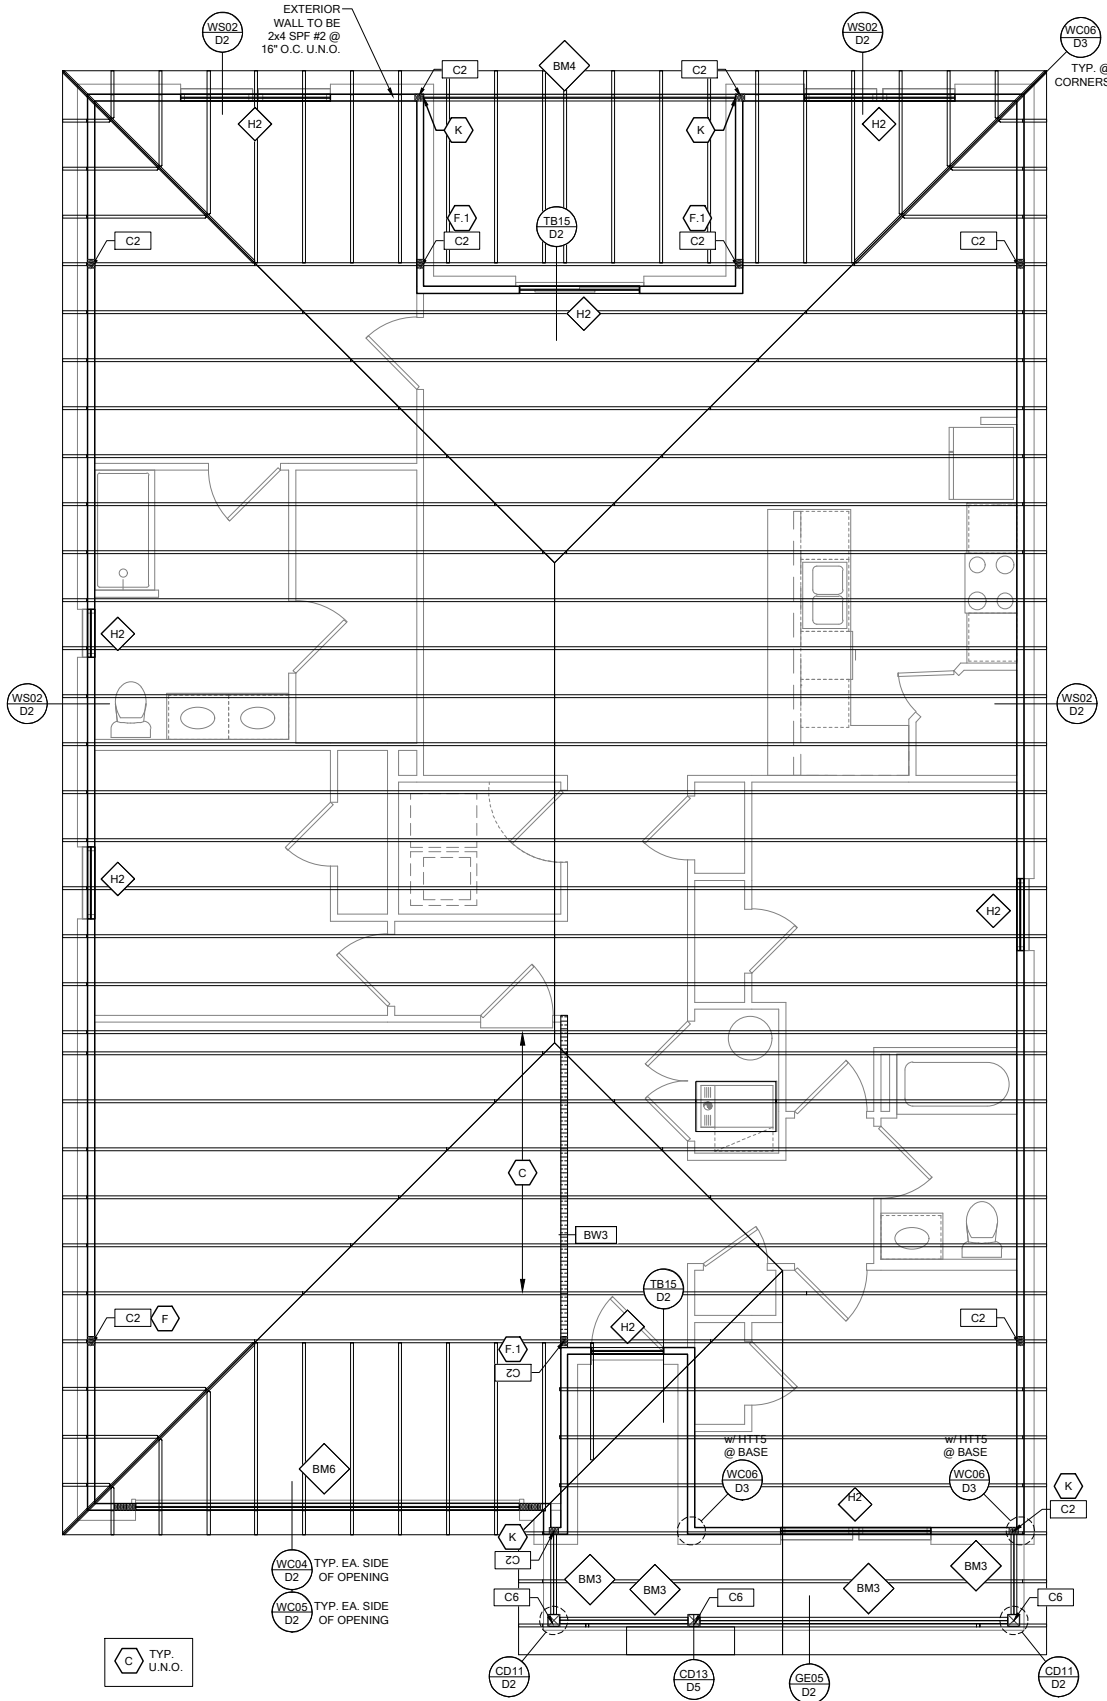 EXTERIOR
WALL TO BE
2x4 SPF #2 @
16" O.C. U.N.O.
WS02
D2
WS02
D2
WC06
D3
TYP. @
CORNERS
C2
BM4
C2
H2
K
K
H2
F.1
TB15
D2
F.1
C2
C2
C2
C2
H2
H2
WS02
D2
WS02
D2
H2
H2
C
BW3
TB15
D2
C2
F
H2
C2
F.1
C2
w/ HTT5
@ BASE
w/ HTT5
@ BASE
BM6
WC06
D3
WC06
D3
K
H2
C2
K
C2
WC04
D2
TYP. EA. SIDE
OF OPENING
BM3
BM3
BM3
BM3
WC05
D2
TYP. EA. SIDE
OF OPENING
C6
C6
C6
C
TYP.
U.N.O.
CD11
D2
CD13
D5
GE05
D2
CD11
D2